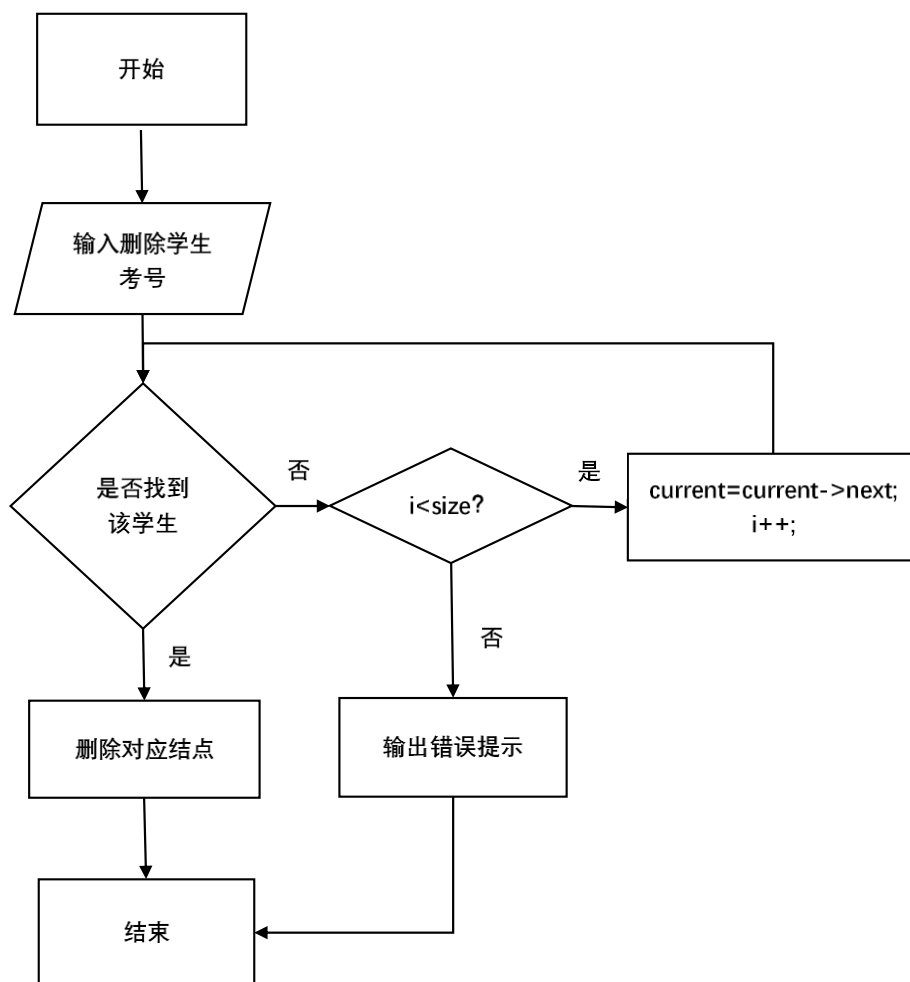 开始
输入删除学生
考号
是否找到
该学生
否
i<size?
是
current=current->next;
i++;
是
否
删除对应结点
输出错误提示
结束